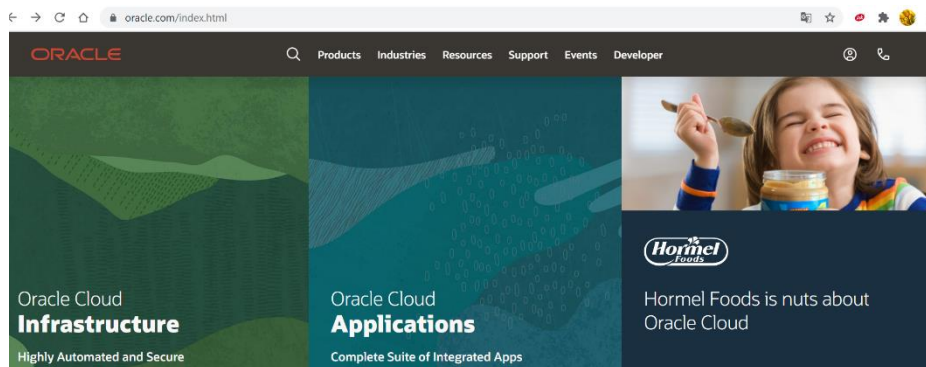 oracle.com/index.html
ORACLE
Products Industries Resources Support Events Developer
Oracle Cloud
Infrastructure
Highly Automated and Secure
Oracle Cloud
Applications
Complete Suite of Integrated Apps
Hormel
Foods
Hormel Foods is nuts about
Oracle Cloud